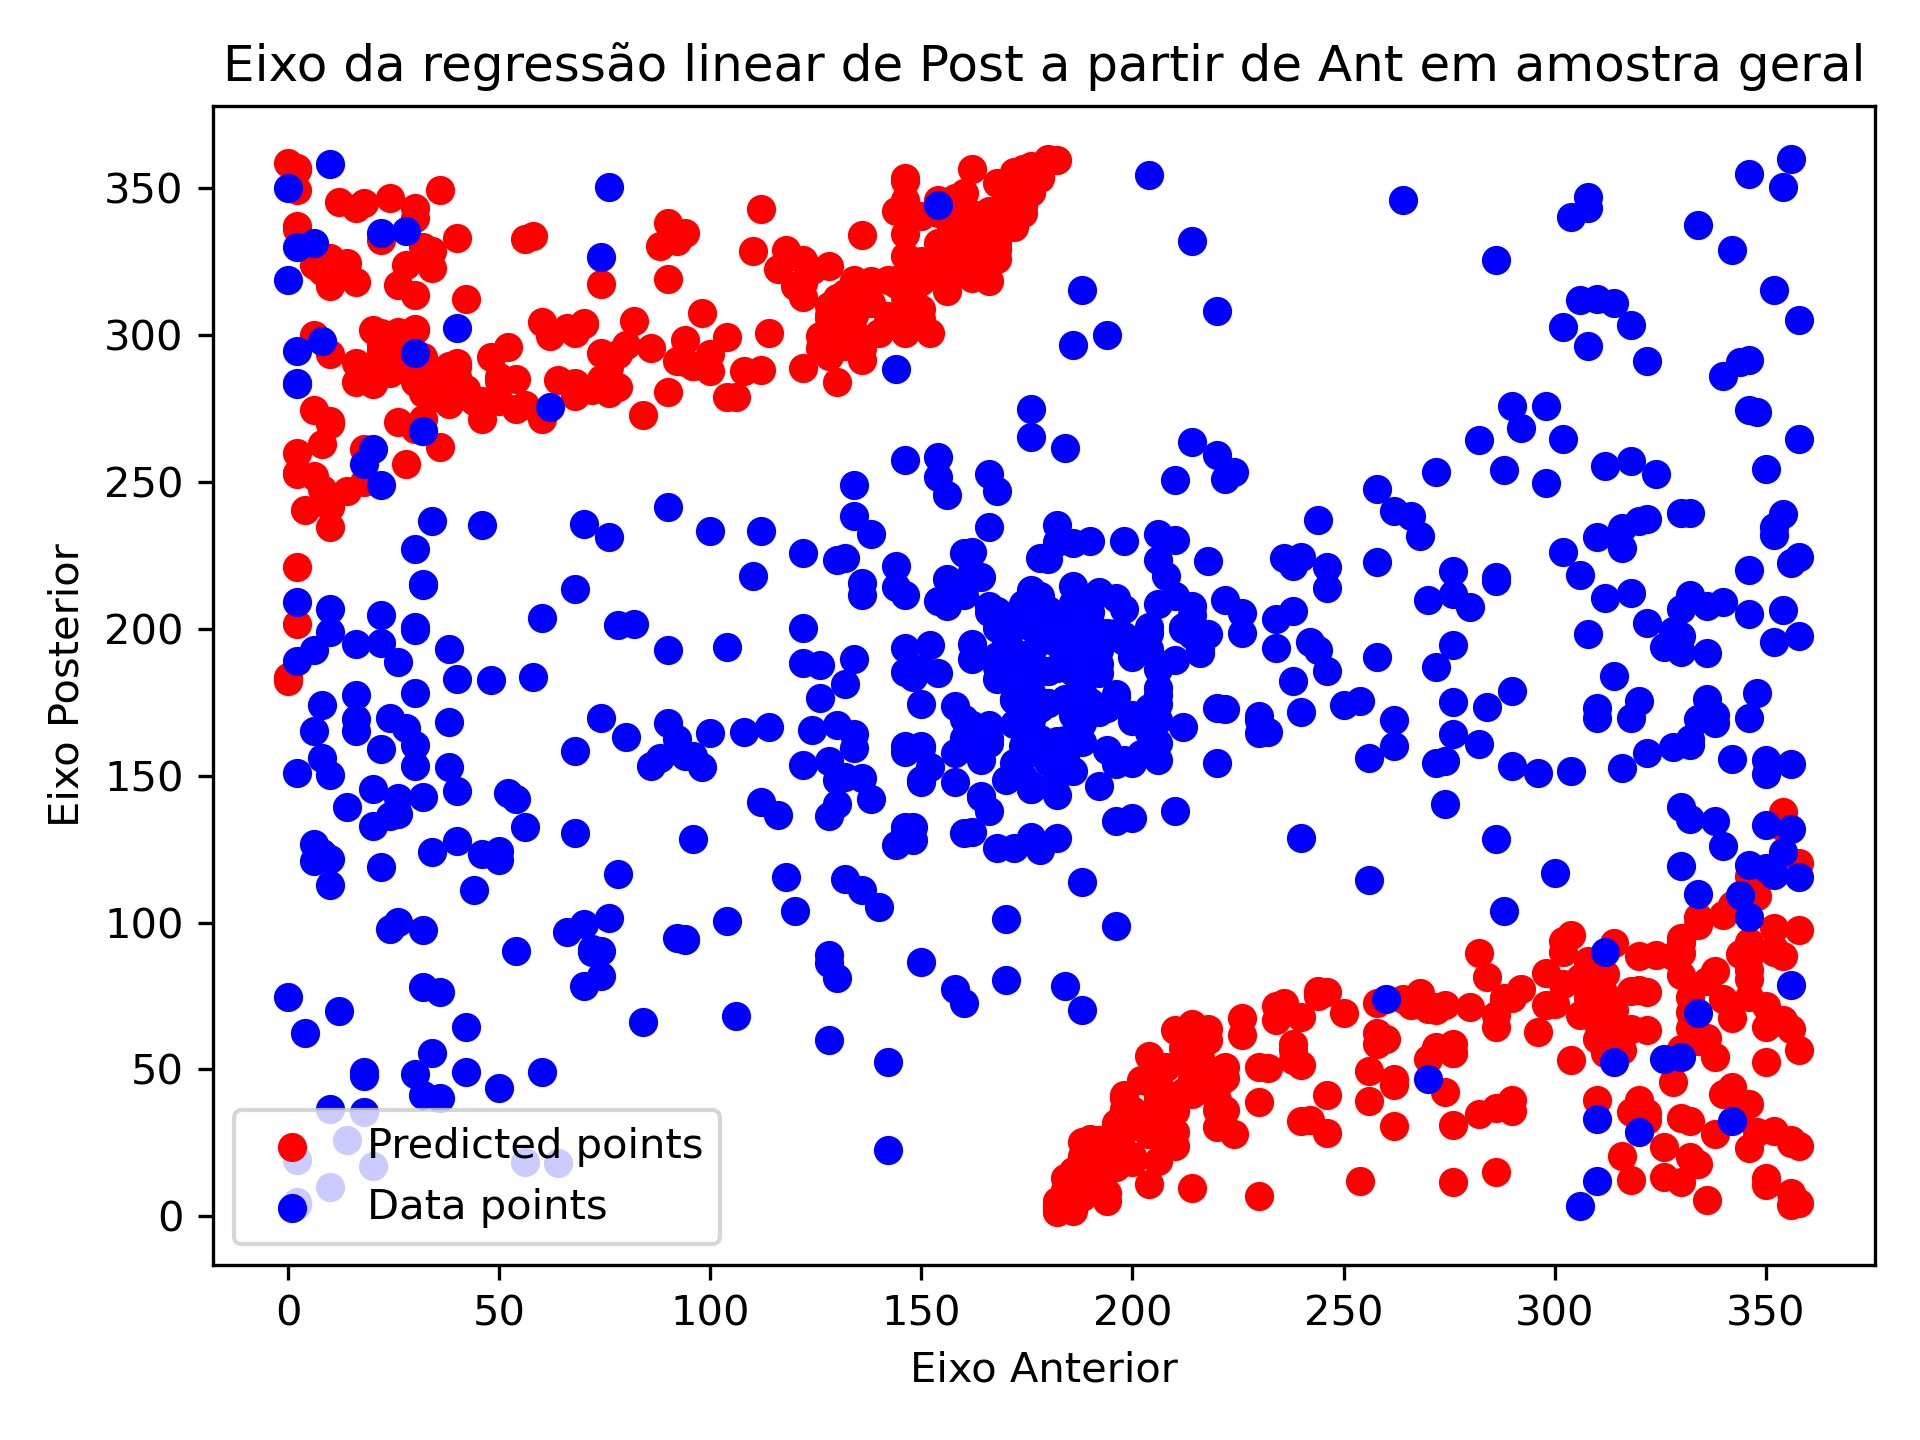 Eixo da regressão linear de Post a partir de Ant em amostra geral
350
300
250
200
150
100
50
0
Eixo Posterior
Predicted points
Data points
0 50 100 150 200 250 300 350
Eixo Anterior